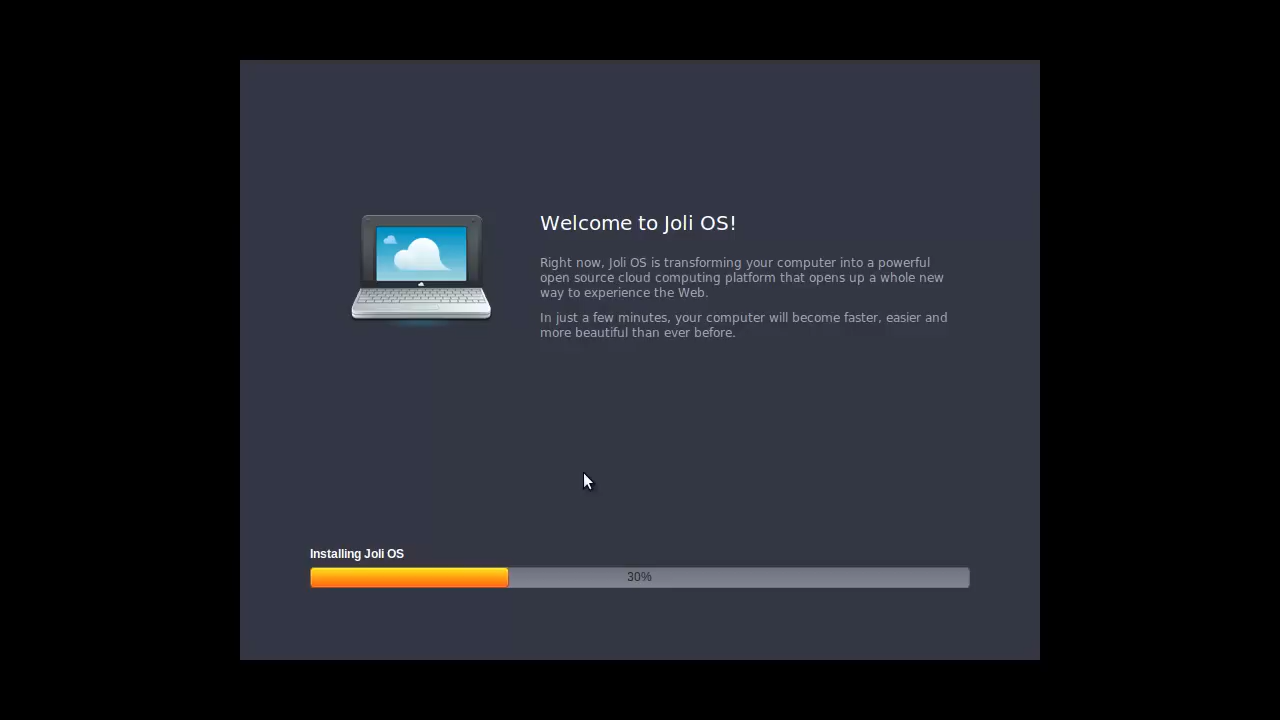 Welcome to Joli OS!
Right now, Joli OS is transforming your computer into a powerful
open source cloud computing platform that opens up a whole new
way to experience the Web.
In just a few minutes, your computer will become faster, easier and
more beautiful than ever before.
Installing Joli OS
30%